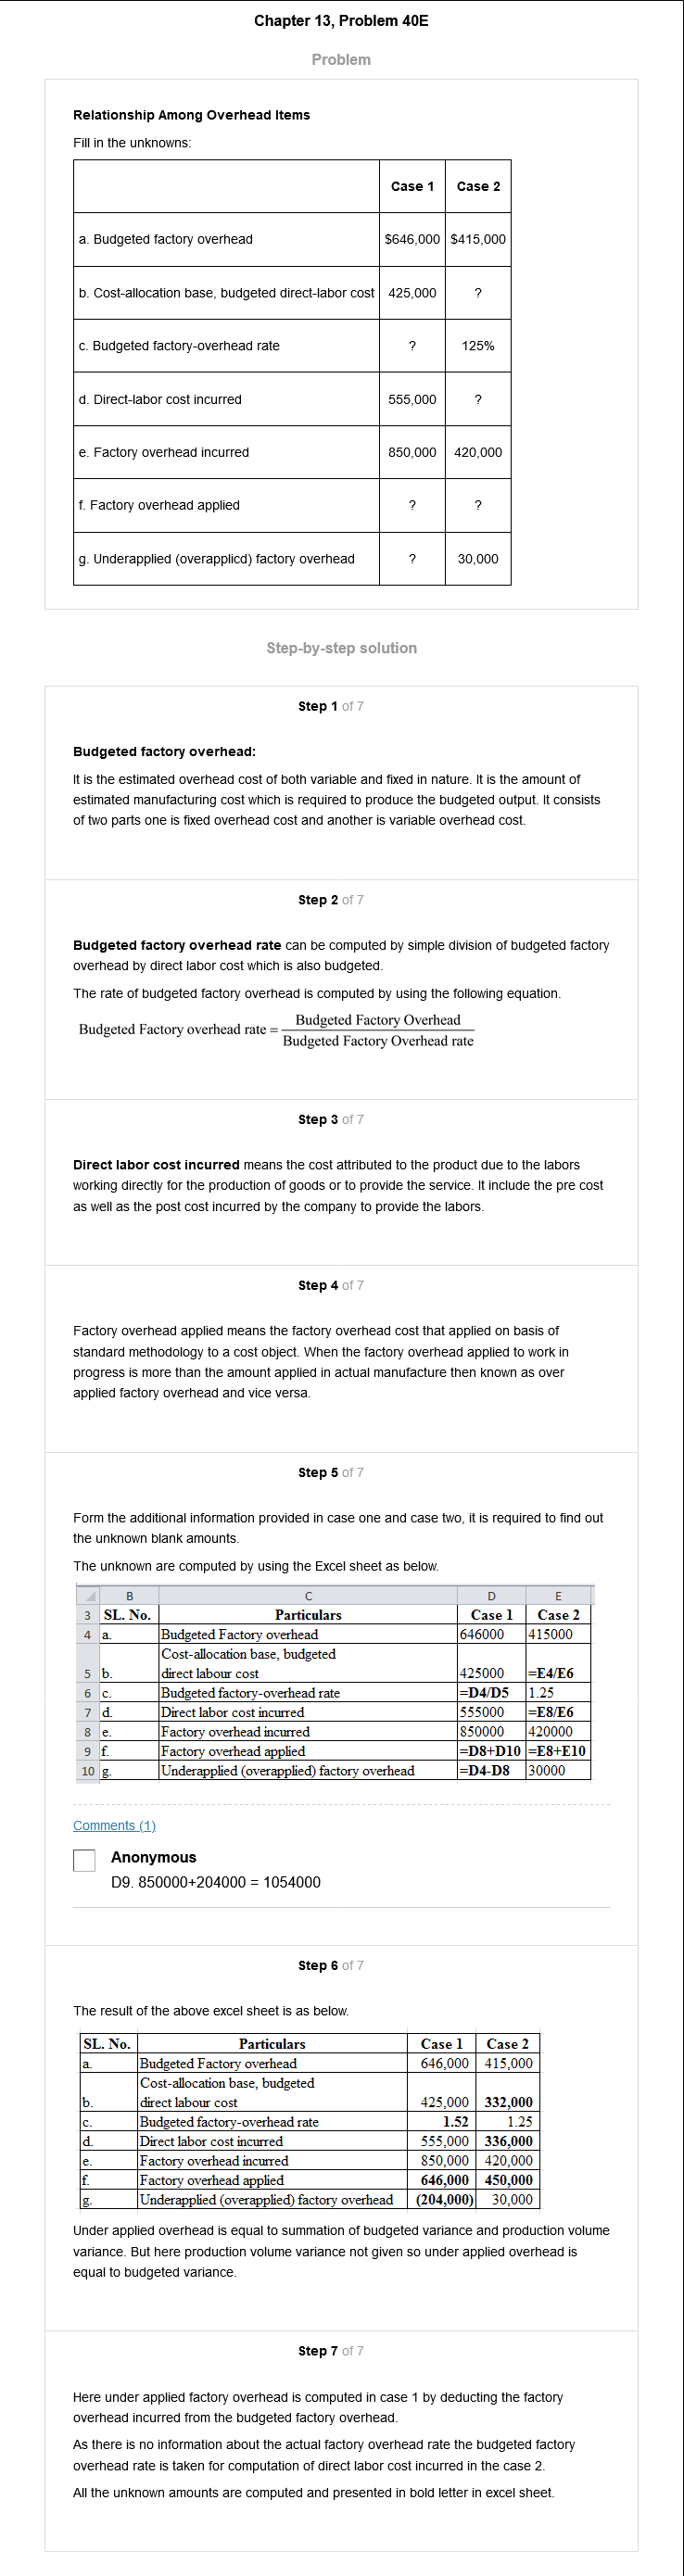 Chapter 13, Problem 40E
Problem
Relationship Among Overhead Items
Fill in the unknowns:
Case 1 Case 2
a. Budgeted factory overhead $646,000 $415,000
b. Cost-allocation base, budgeted direct-labor cost 425,000 ?
c. Budgeted factory-overhead rate ? 125%
d. Direct-labor cost incurred 555,000 ?
e. Factory overhead incurred 850,000 420,000
f. Factory overhead applied ? ?
g. Underapplied (overapplicd) factory overhead ? 30,000
Step-by-step solution
Step 1 of 7
Budgeted factory overhead:
It is the estimated overhead cost of both variable and fixed in nature. It is the amount of
estimated manufacturing cost which is required to produce the budgeted output. It consists
of two parts one is fixed overhead cost and another is variable overhead cost.
Step 2 of 7
Budgeted factory overhead rate can be computed by simple division of budgeted factory
overhead by direct labor cost which is also budgeted.
The rate of budgeted factory overhead is computed by using the following equation.
Budgeted Factory Overhead
Budgeted Factory overhead rate =
Budgeted Factory Overhead rate
Step 3 of 7
Direct labor cost incurred means the cost attributed to the product due to the labors
working directly for the production of goods or to provide the service. It include the pre cost
as well as the post cost incurred by the company to provide the labors.
Step 4 of 7
Factory overhead applied means the factory overhead cost that applied on basis of
standard methodology to a cost object. When the factory overhead applied to work in
progress is more than the amount applied in actual manufacture then known as over
applied factory overhead and vice versa.
Step 5 of 7
Form the additional information provided in case one and case two, it is required to find out
the unknown blank amounts.
The unknown are computed by using the Excel sheet as below.
B C D E
3 SL. No. Particulars Case 1 Case 2
4 a. Budgeted Factory overhead 646000 415000
Cost-allocation base, budgeted
5 b. direct labour cost 425000 =E4/E6
6 c. Budgeted factory-overhead rate =D4/D5 1.25
7 d. Direct labor cost incurred 555000 =E8/E6
8 e. Factory overhead incurred 850000 420000
9 f. Factory overhead applied =D8+D10 =E8+E10
10 g. Underapplied (overapplied) factory overhead =D4-D8 30000
Comments (1)
Anonymous
D9. 850000+204000 = 1054000
Step 6 of 7
The result of the above excel sheet is as below.
SL. No. Particulars Case 1 Case 2
a. Budgeted Factory overhead 646,000 415,000
Cost-allocation base, budgeted
b. direct labour cost 425,000 332,000
c. Budgeted factory-overhead rate 1.52 1.25
d. Direct labor cost incurred 555,000 336,000
e. Factory overhead incurred 850,000 420,000
f. Factory overhead applied 646,000 450,000
g. Underapplied (overapplied) factory overhead (204,000) 30,000
Under applied overhead is equal to summation of budgeted variance and production volume
variance. But here production volume variance not given so under applied overhead is
equal to budgeted variance.
Step 7 of 7
Here under applied factory overhead is computed in case 1 by deducting the factory
overhead incurred from the budgeted factory overhead.
As there is no information about the actual factory overhead rate the budgeted factory
overhead rate is taken for computation of direct labor cost incurred in the case 2.
All the unknown amounts are computed and presented in bold letter in excel sheet.